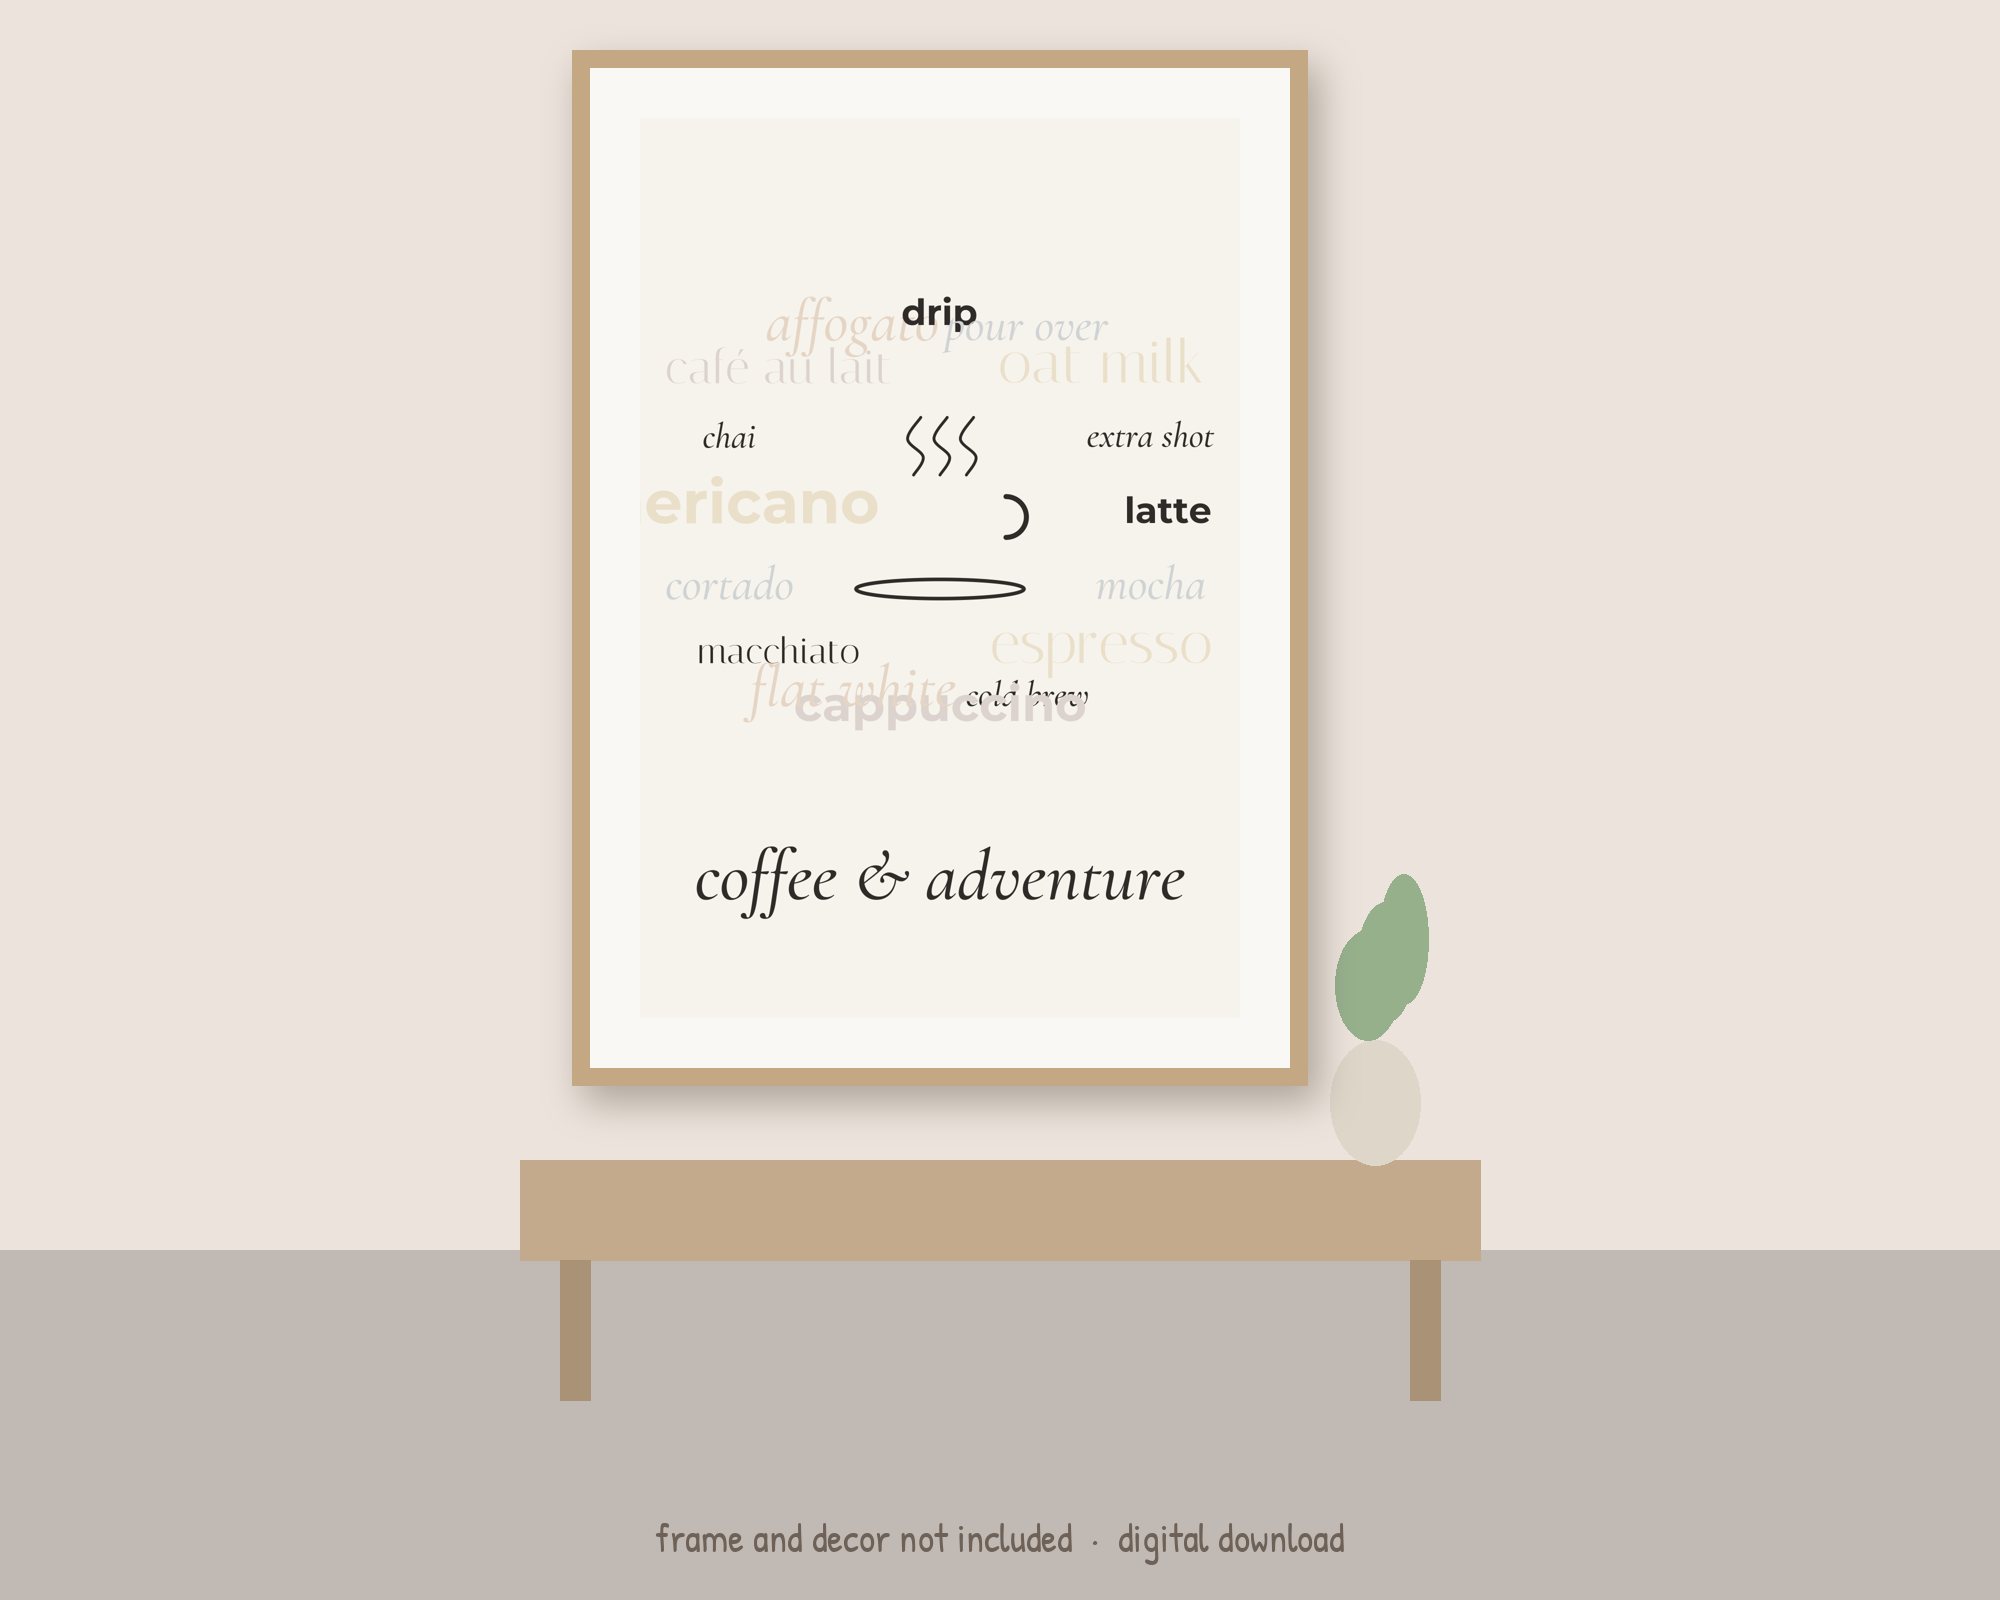 drip
affogato pour over
café au lait oat milk
chai extra shot
ericano latte
cortado mocha
macchiato espresso
flat white cold brew
cappuccino
coffee & adventure
frame and decor not included · digital download